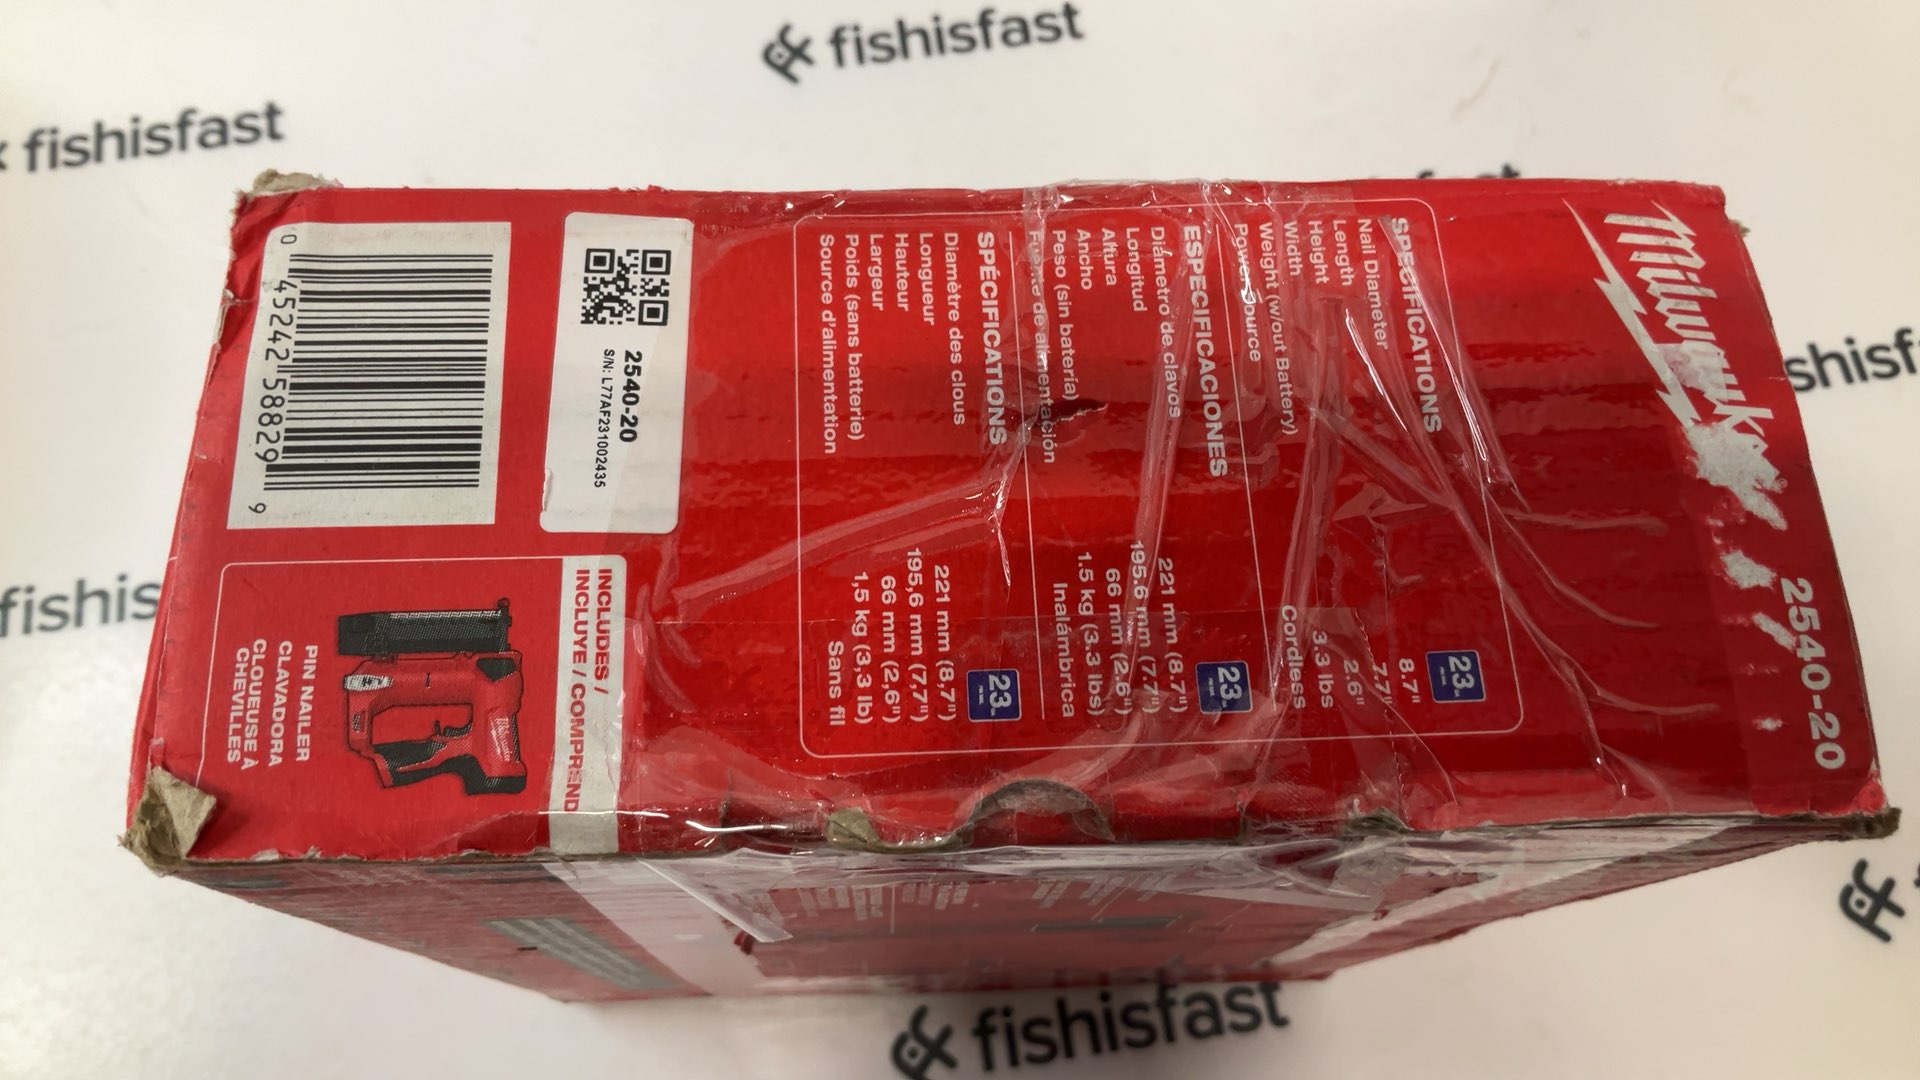 fishisfast
fishisfast
fishis
fishisfast
Milwaukee
2540-20
SPECIFICATIONS
Nail Diameter 23 GA
Length 8.7"
Height 7.7"
Width 2.6"
Weight (w/out Battery) 3.3 lbs
Power Source Cordless
ESPECIFICACIONES
Diámetro de clavos 23 GA
Longitud 221 mm (8.7")
Altura 195.6 mm (7.7")
Ancho 66 mm (2.6")
Peso (sin batería) 1.5 kg (3.3 lbs)
Fuente de alimentación Inalámbrica
SPÉCIFICATIONS
Diamètre des clous 23 GA
Longueur 221 mm (8,7")
Hauteur 195,6 mm (7,7")
Largeur 66 mm (2,6")
Poids (sans batterie) 1,5 kg (3,3 lb)
Source d'alimentation Sans fil
2540-20
S/N: L77AF231002435
0 45242 58829 9
INCLUDES /
INCLUYE / COMPREND
PIN NAILER
CLAVADORA
CLOUEUSE À
CHEVILLES